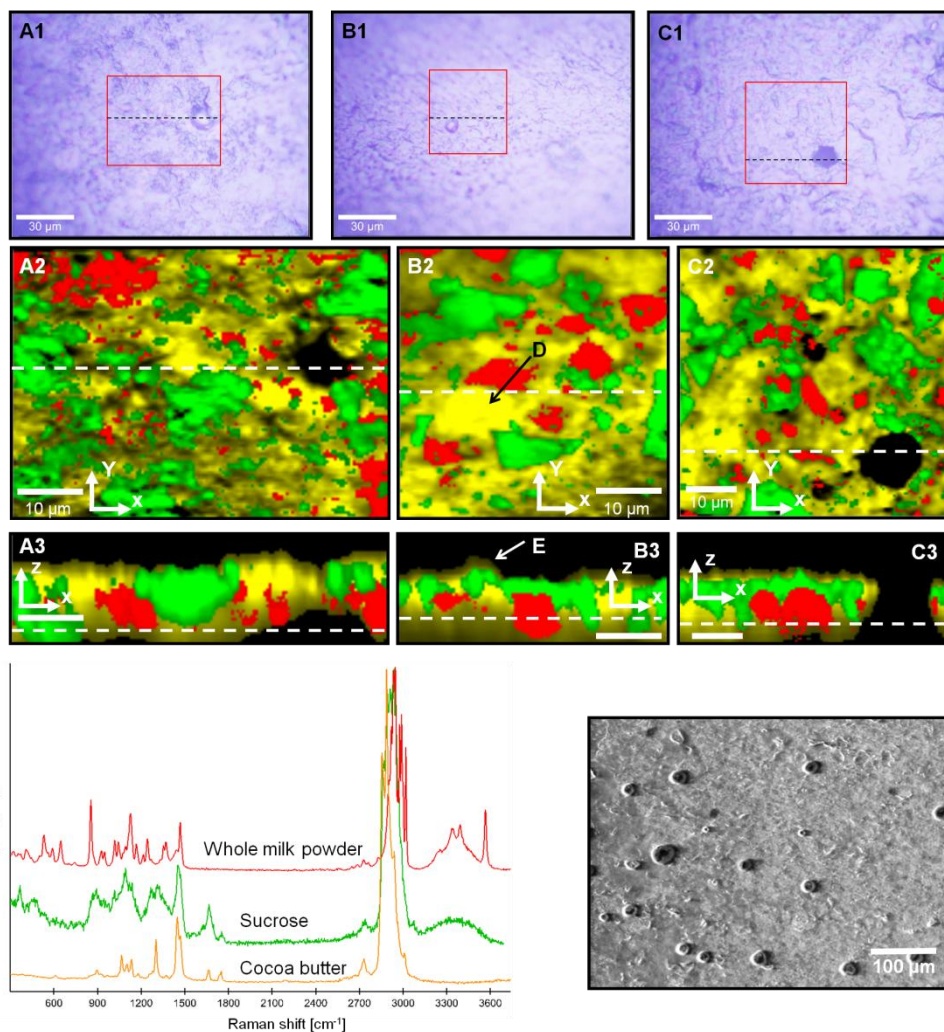 A1
30 µm
B1
30 µm
C1
30 µm
A2
Y
x
10 µm
B2
D
Y
x
10 µm
C2
Y
x
10 µm
A3
z
x
E
B3
z
x
C3
z
x
Whole milk powder
Sucrose
Cocoa butter
600 900 1200 1500 1800 2100 2400 2700 3000 3300 3600
Raman shift [cm⁻¹]
100 µm